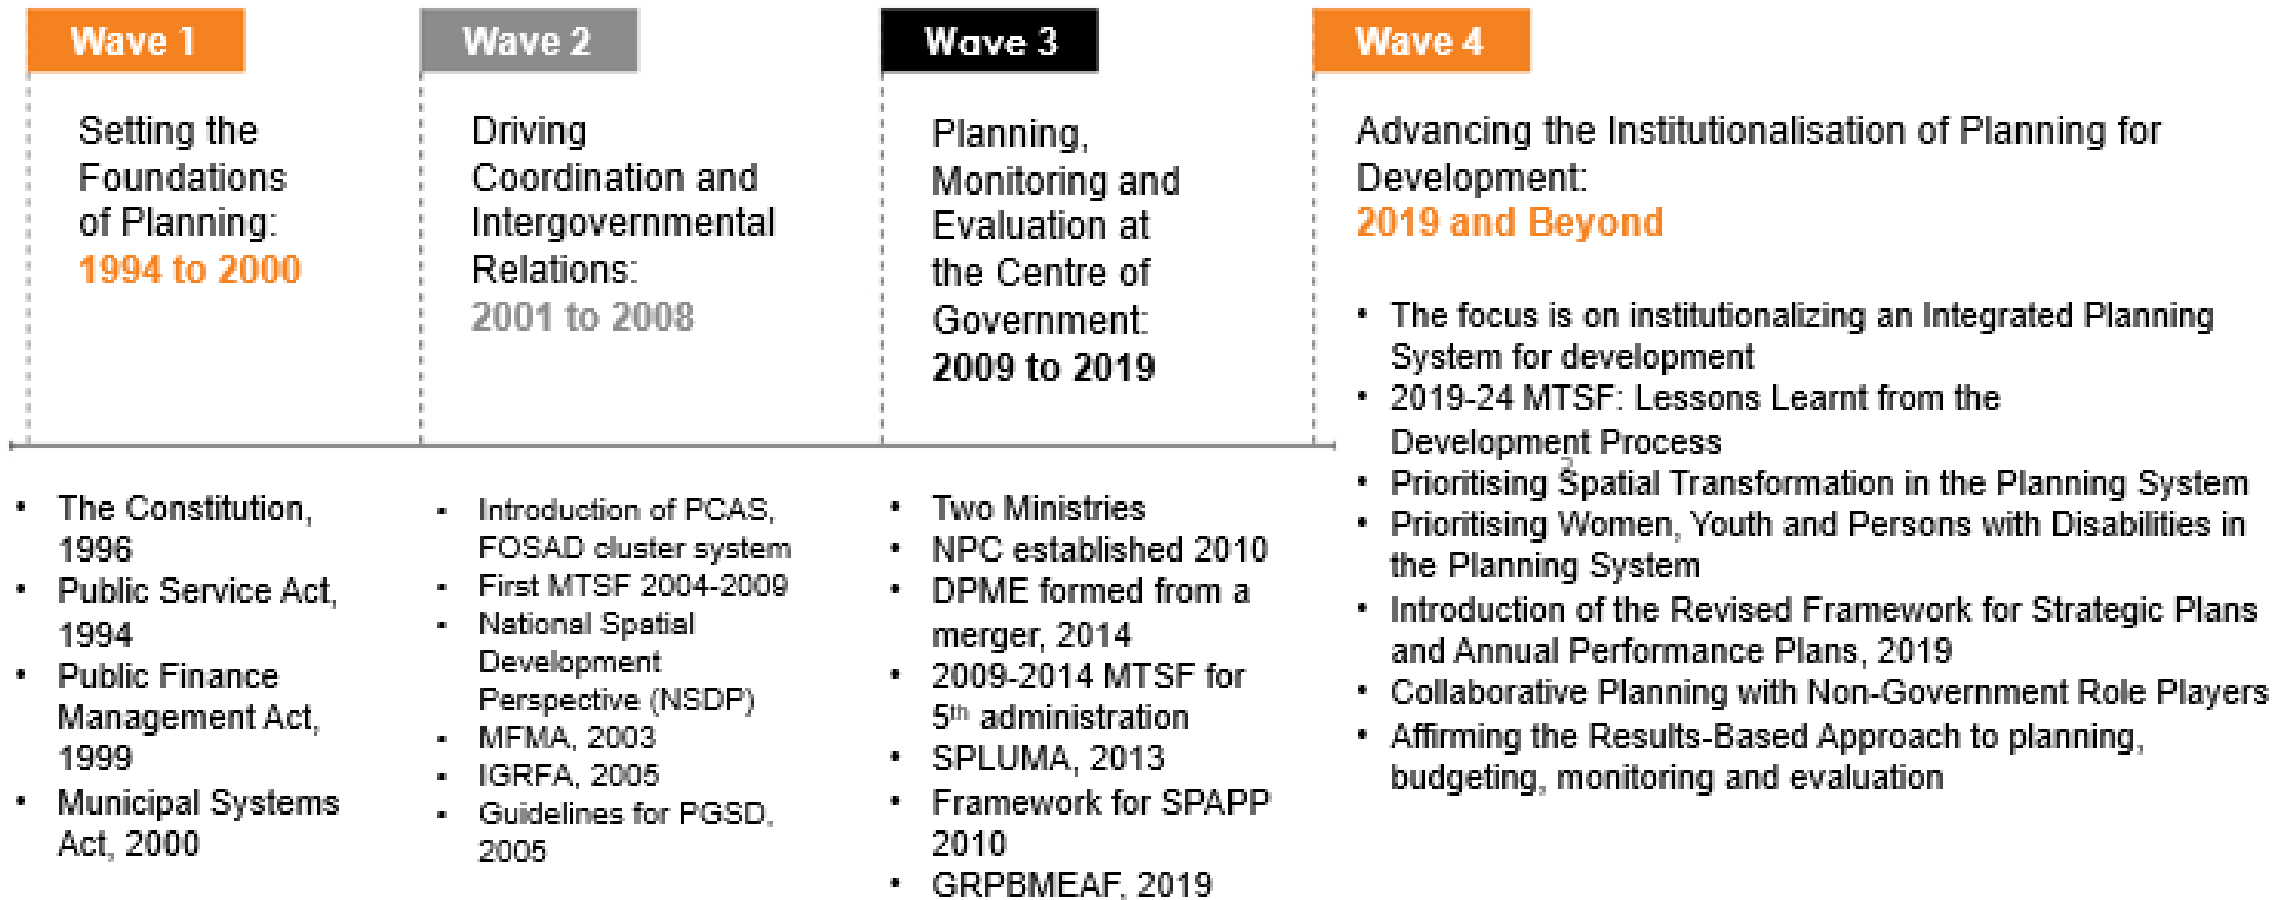 Wave 1
Setting the
Foundations
of Planning:
1994 to 2000
• The Constitution,
1996
• Public Service Act,
1994
• Public Finance
Management Act,
1999
• Municipal Systems
Act, 2000
Wave 2
Driving
Coordination and
Intergovernmental
Relations:
2001 to 2008
• Introduction of PCAS,
FOSAD cluster system
• First MTSF 2004-2009
• National Spatial
Development
Perspective (NSDP)
• MFMA, 2003
• IGRFA, 2005
• Guidelines for PGSD,
2005
Wave 3
Planning,
Monitoring and
Evaluation at
the Centre of
Government:
2009 to 2019
• Two Ministries
• NPC established 2010
• DPME formed from a
merger, 2014
• 2009-2014 MTSF for
5th administration
• SPLUMA, 2013
• Framework for SPAPP
2010
• GRPBMEAF, 2019
Wave 4
Advancing the Institutionalisation of Planning for
Development:
2019 and Beyond
• The focus is on institutionalizing an Integrated Planning
System for development
• 2019-24 MTSF: Lessons Learnt from the
Development Process
• Prioritising Spatial Transformation in the Planning System
• Prioritising Women, Youth and Persons with Disabilities in
the Planning System
• Introduction of the Revised Framework for Strategic Plans
and Annual Performance Plans, 2019
• Collaborative Planning with Non-Government Role Players
• Affirming the Results-Based Approach to planning,
budgeting, monitoring and evaluation